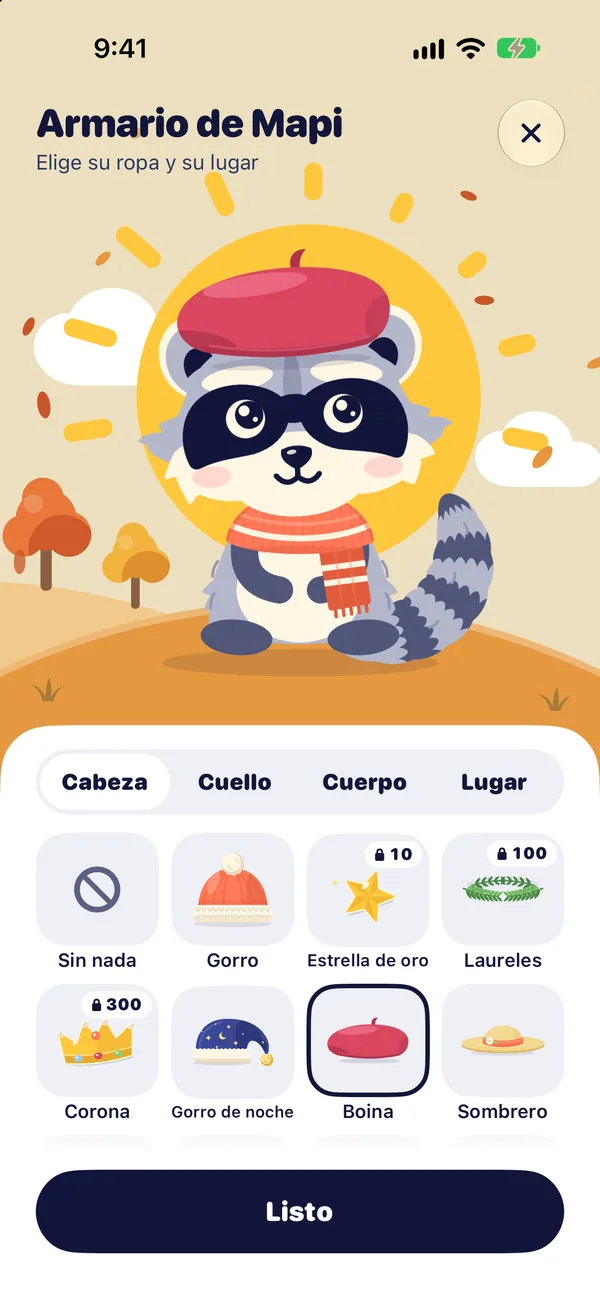 9:41
Armario de Mapi
Elige su ropa y su lugar
Cabeza Cuello Cuerpo Lugar
10 100
Sin nada Gorro Estrella de oro Laureles
300
Corona Gorro de noche Boina Sombrero
Listo